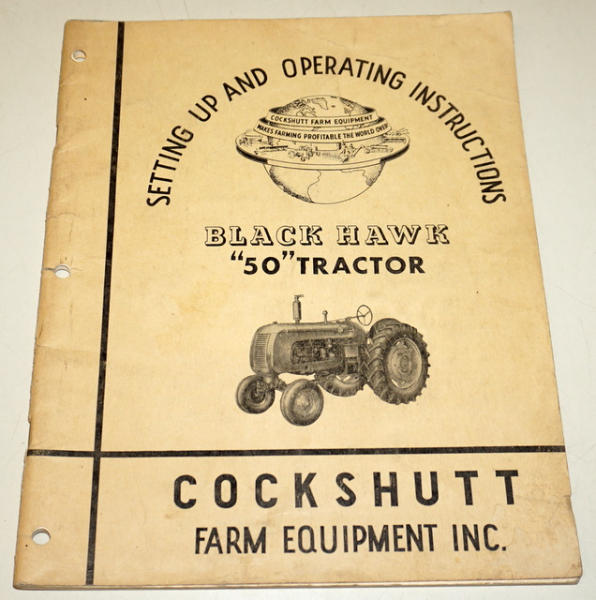 SETTING UP AND OPERATING INSTRUCTIONS
COCKSHUTT FARM EQUIPMENT
MAKES FARMING PROFITABLE THE WORLD OVER
BLACK HAWK
"50" TRACTOR
COCKSHUTT
FARM EQUIPMENT INC.